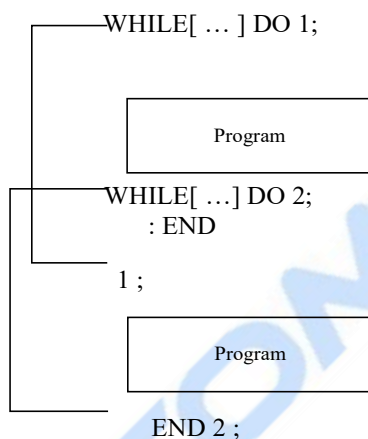 WHILE[ … ] DO 1;
Program
WHILE[ …] DO 2;
: END
1 ;
Program
END 2 ;